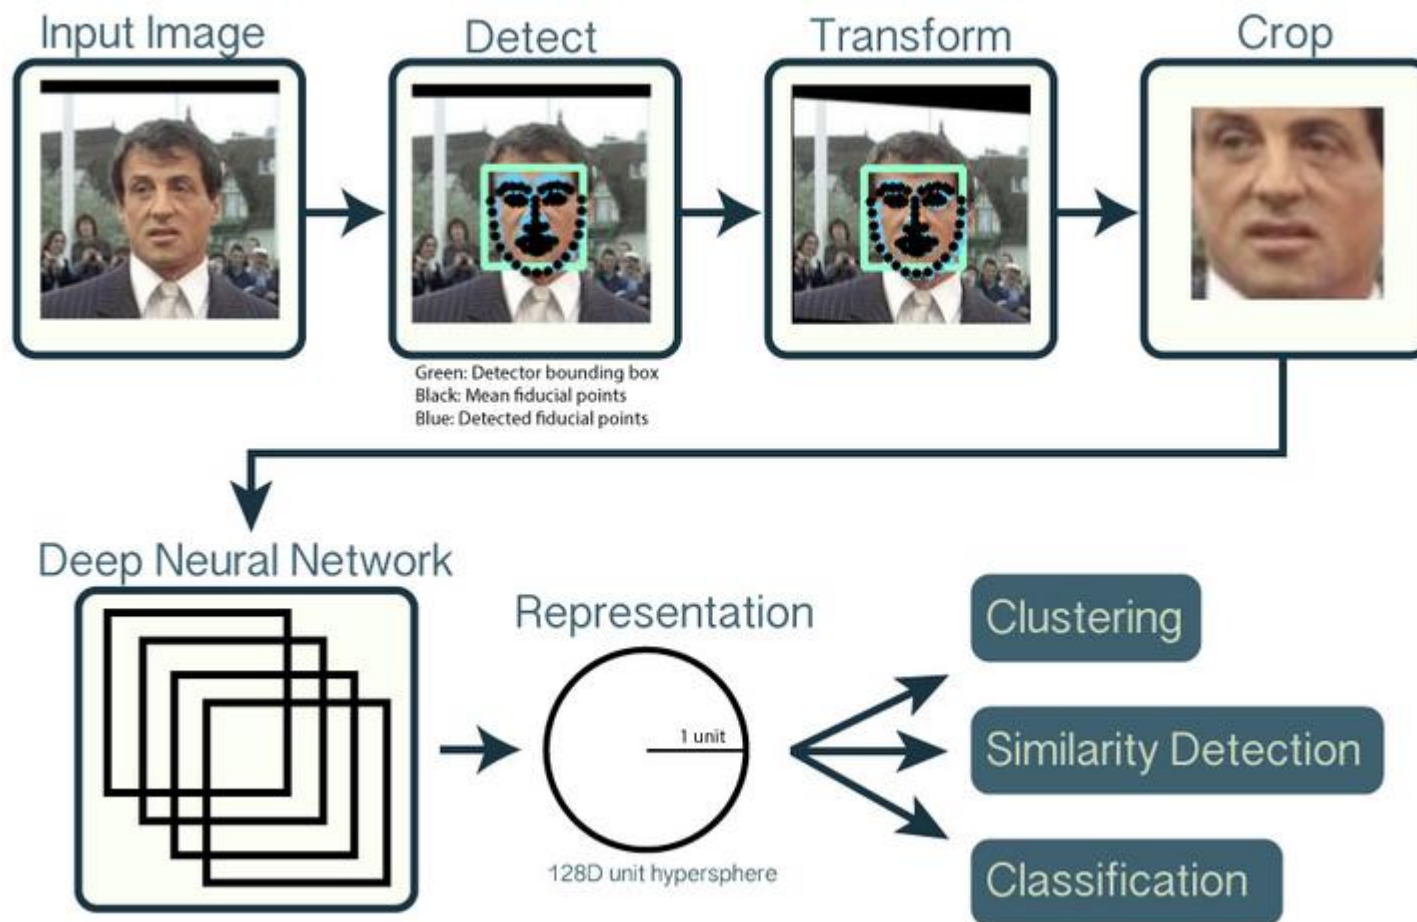 Input Image
Detect
Transform
Crop
Green: Detector bounding box
Black: Mean fiducial points
Blue: Detected fiducial points
Deep Neural Network
Representation
1 unit
128D unit hypersphere
Clustering
Similarity Detection
Classification